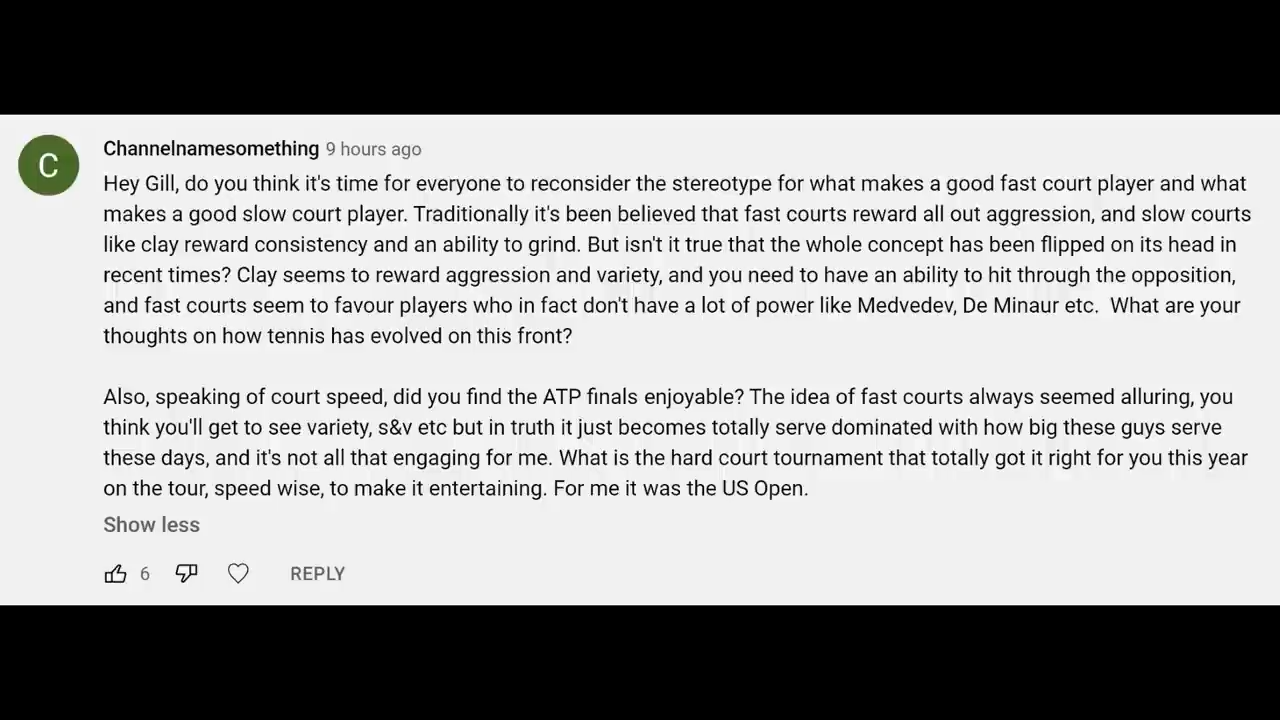 C
Channelnamesomething 9 hours ago
Hey Gill, do you think it's time for everyone to reconsider the stereotype for what makes a good fast court player and what
makes a good slow court player. Traditionally it's been believed that fast courts reward all out aggression, and slow courts
like clay reward consistency and an ability to grind. But isn't it true that the whole concept has been flipped on its head in
recent times? Clay seems to reward aggression and variety, and you need to have an ability to hit through the opposition,
and fast courts seem to favour players who in fact don't have a lot of power like Medvedev, De Minaur etc. What are your
thoughts on how tennis has evolved on this front?
Also, speaking of court speed, did you find the ATP finals enjoyable? The idea of fast courts always seemed alluring, you
think you'll get to see variety, s&v etc but in truth it just becomes totally serve dominated with how big these guys serve
these days, and it's not all that engaging for me. What is the hard court tournament that totally got it right for you this year
on the tour, speed wise, to make it entertaining. For me it was the US Open.
Show less
6 REPLY